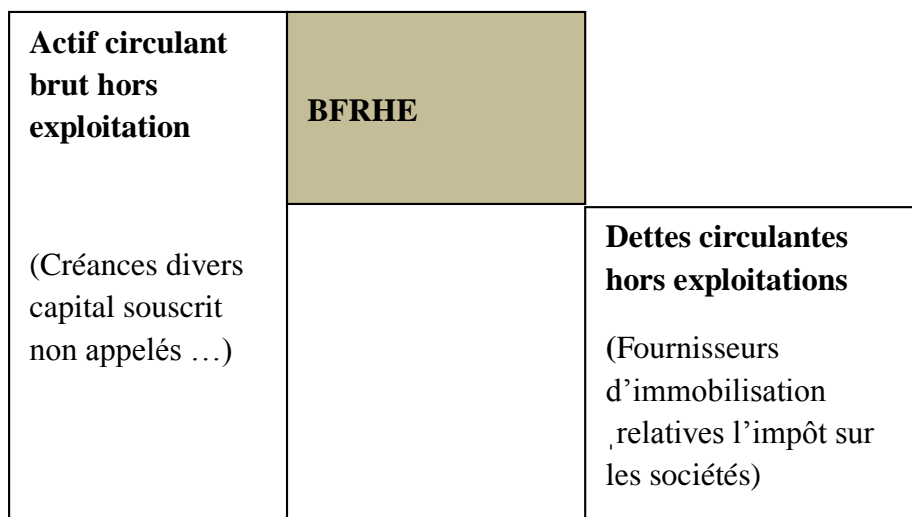 Actif circulant
brut hors
exploitation
(Créances divers
capital souscrit
non appelés …)
BFRHE
Dettes circulantes
hors exploitations
(Fournisseurs
d’immobilisation
,relatives l’impôt sur
les sociétés)